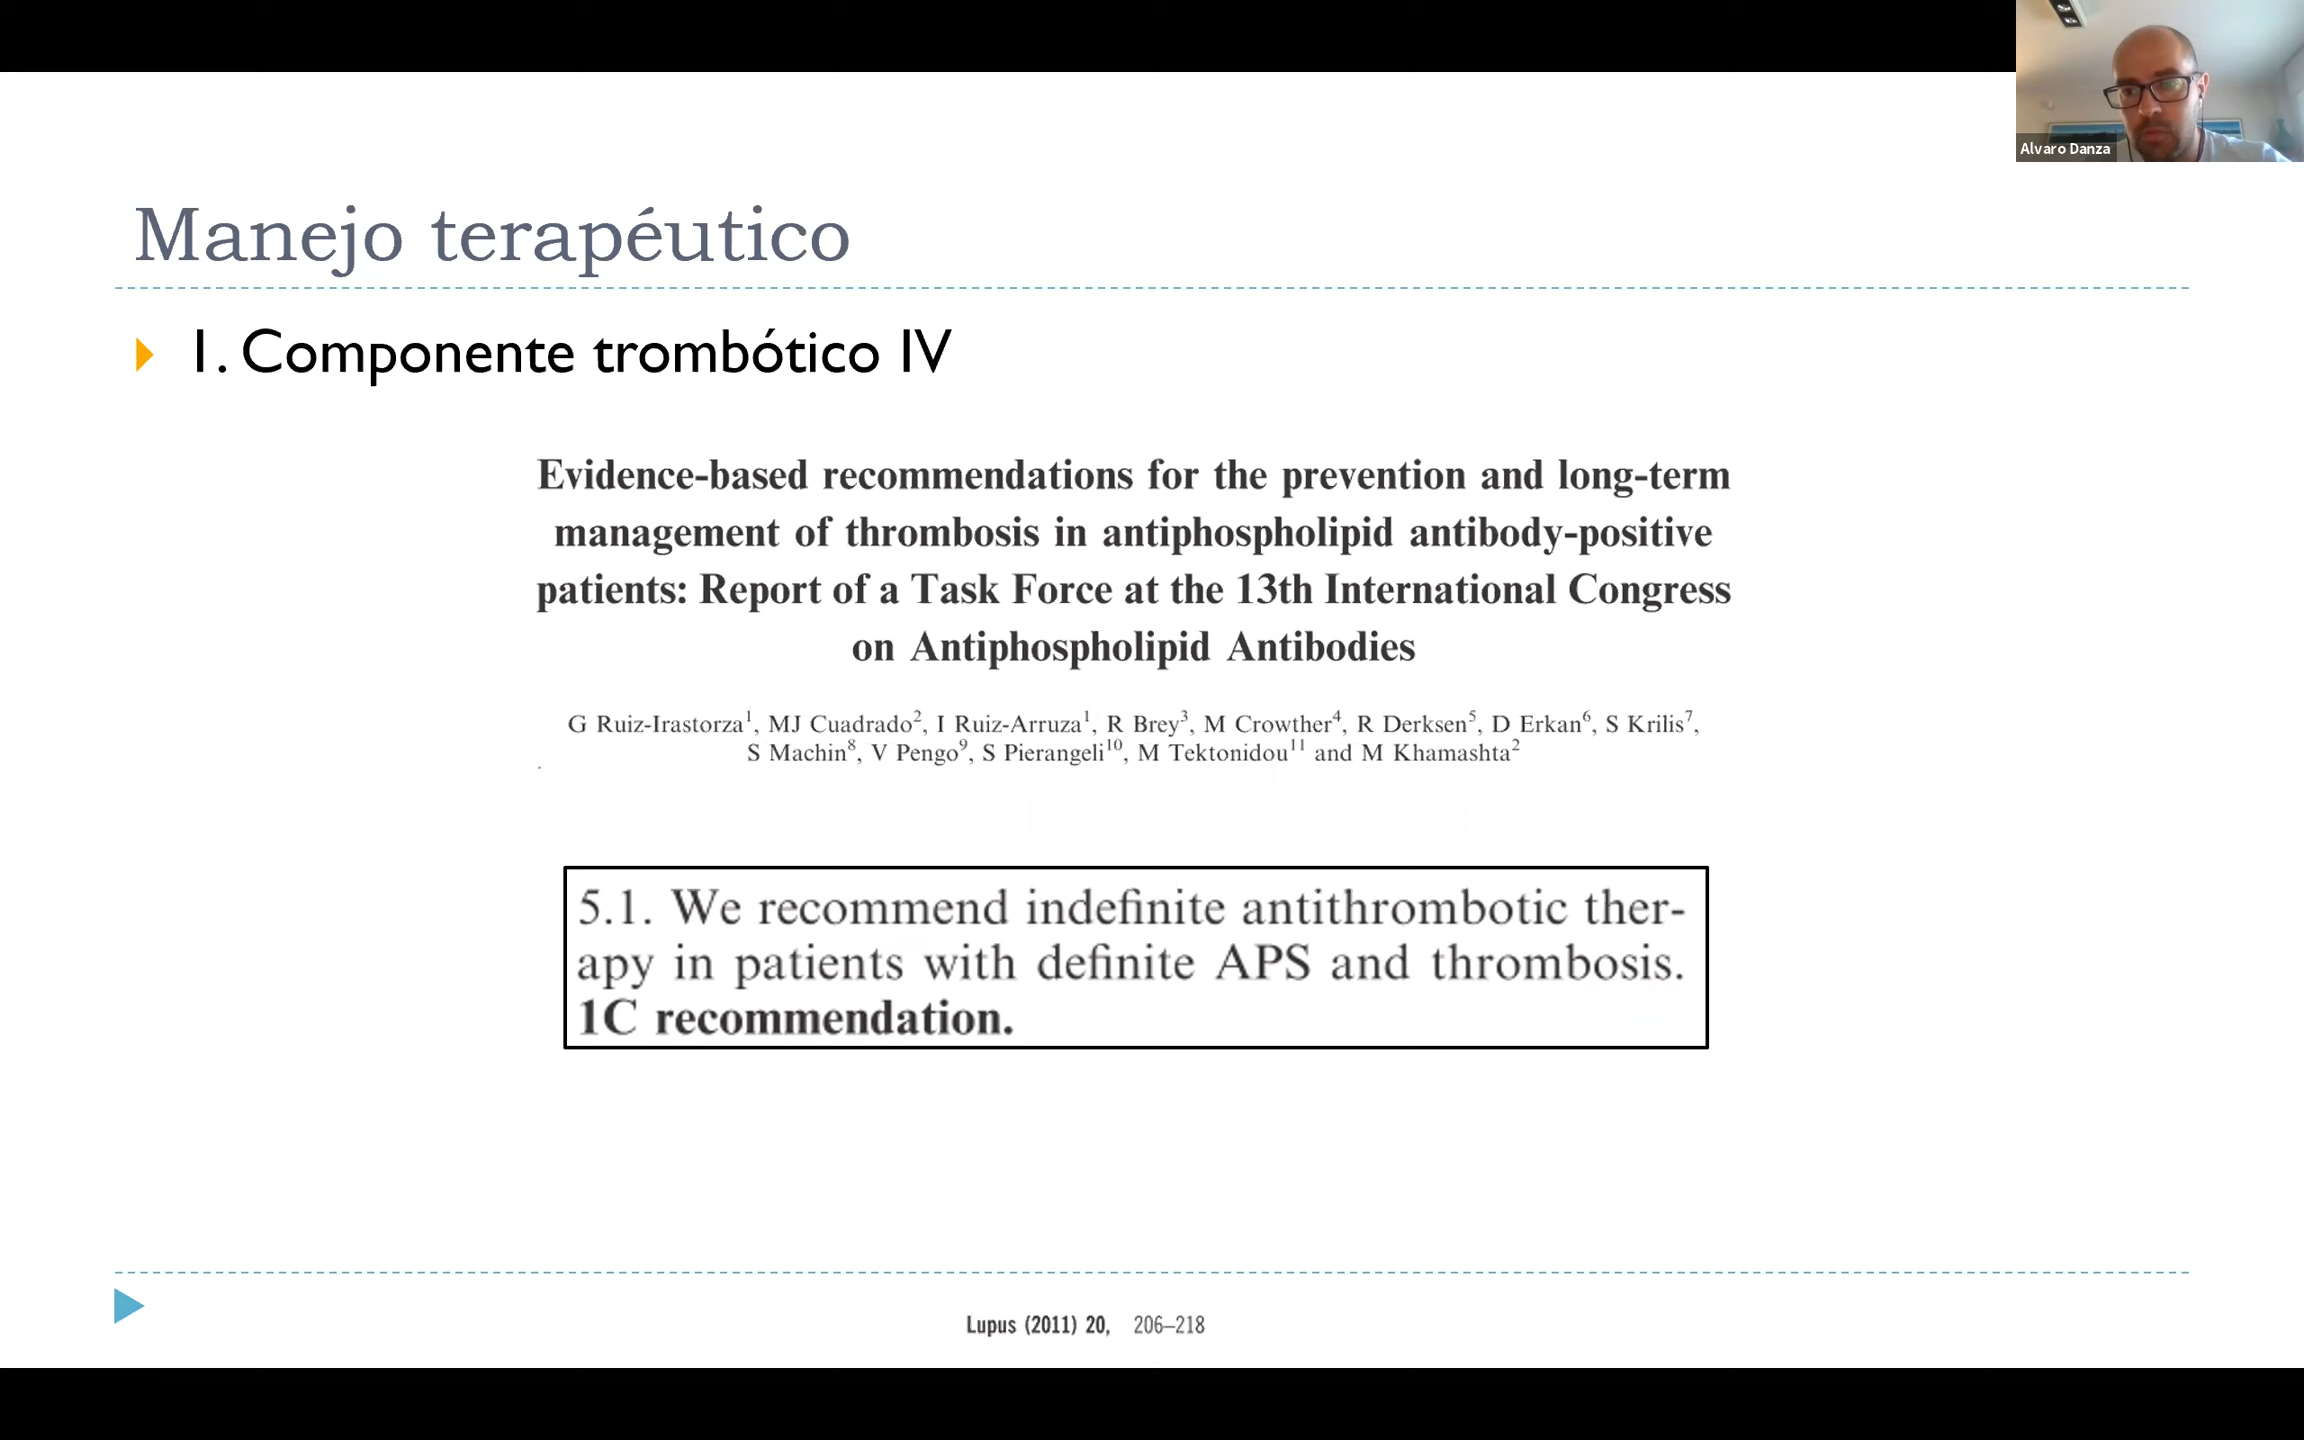 Alvaro Danza
Manejo terapéutico
1. Componente trombótico IV
Evidence-based recommendations for the prevention and long-term
management of thrombosis in antiphospholipid antibody-positive
patients: Report of a Task Force at the 13th International Congress
on Antiphospholipid Antibodies
G Ruiz-Irastorza¹, MJ Cuadrado², I Ruiz-Arruza¹, R Brey³, M Crowther⁴, R Derksen⁵, D Erkan⁶, S Krilis⁷,
S Machin⁸, V Pengo⁹, S Pierangeli¹⁰, M Tektonidou¹¹ and M Khamashta²
5.1. We recommend indefinite antithrombotic ther-
apy in patients with definite APS and thrombosis.
1C recommendation.
Lupus (2011) 20, 206–218